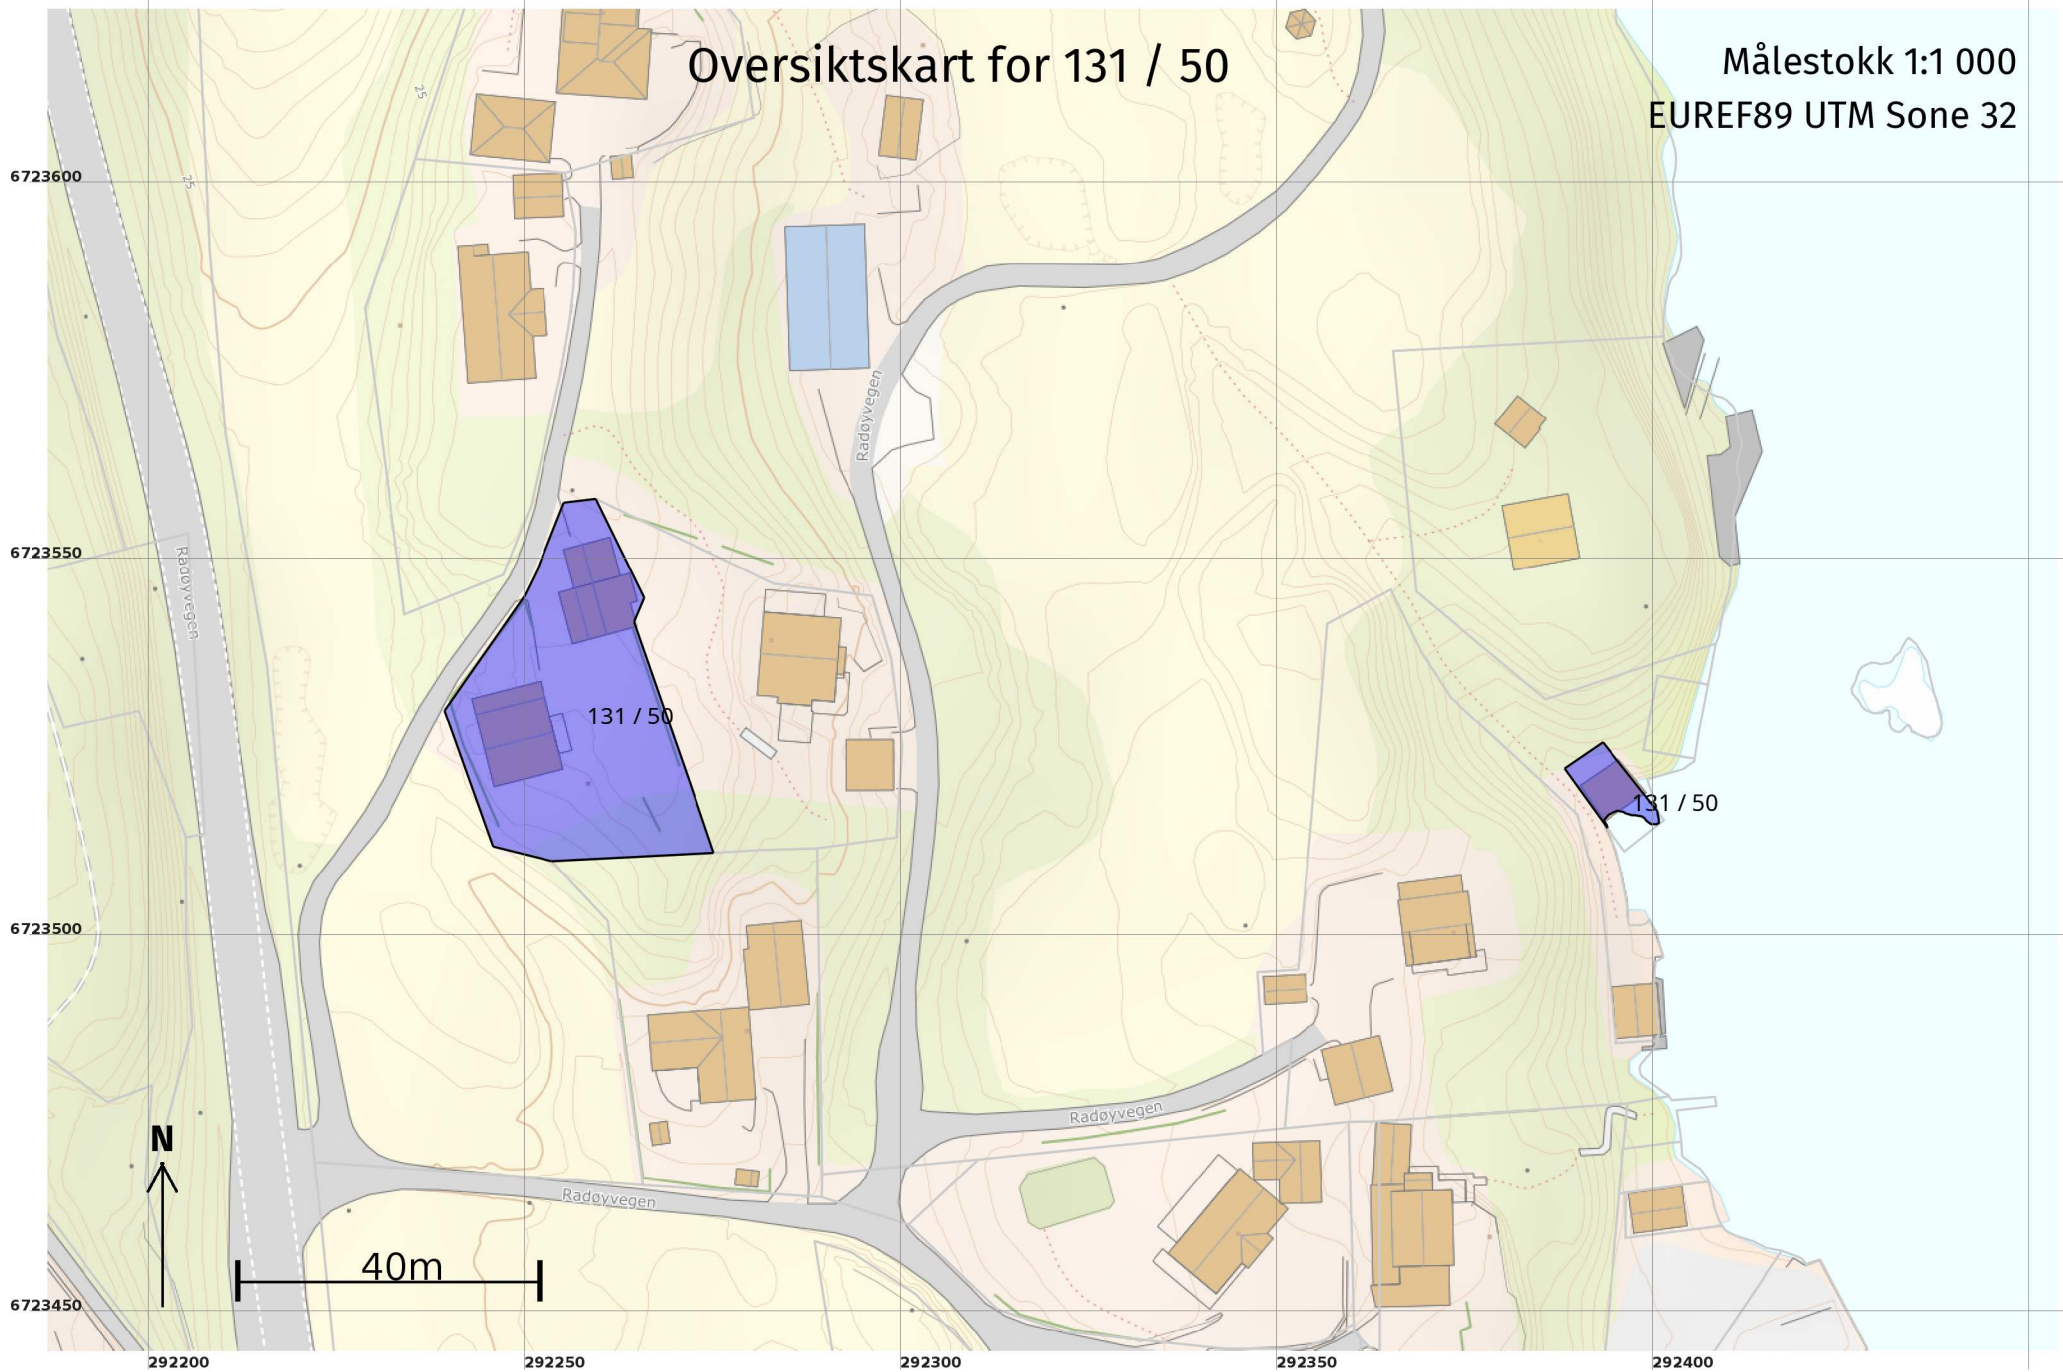 Oversiktskart for 131 / 50
Målestokk 1:1 000
EUREF89 UTM Sone 32
25
25
6723600
Radøyvegen
6723550
Radøyvegen
131 / 50
131 / 50
6723500
Radøyvegen
N
Radøyvegen
40m
6723450
292200
292250
292300
292350
292400